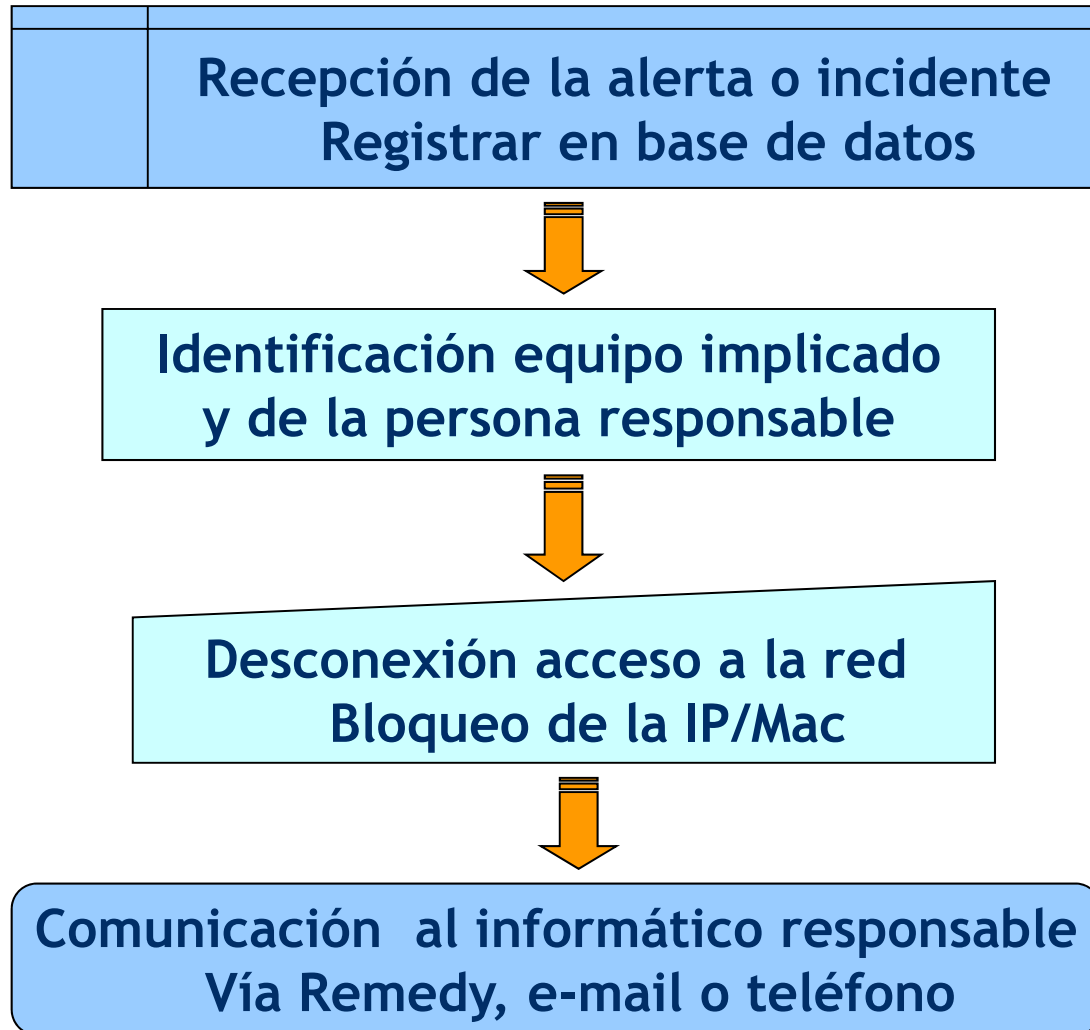 Recepción de la alerta o incidente
Registrar en base de datos
Identificación equipo implicado
y de la persona responsable
Desconexión acceso a la red
Bloqueo de la IP/Mac
Comunicación al informático responsable
Vía Remedy, e-mail o teléfono